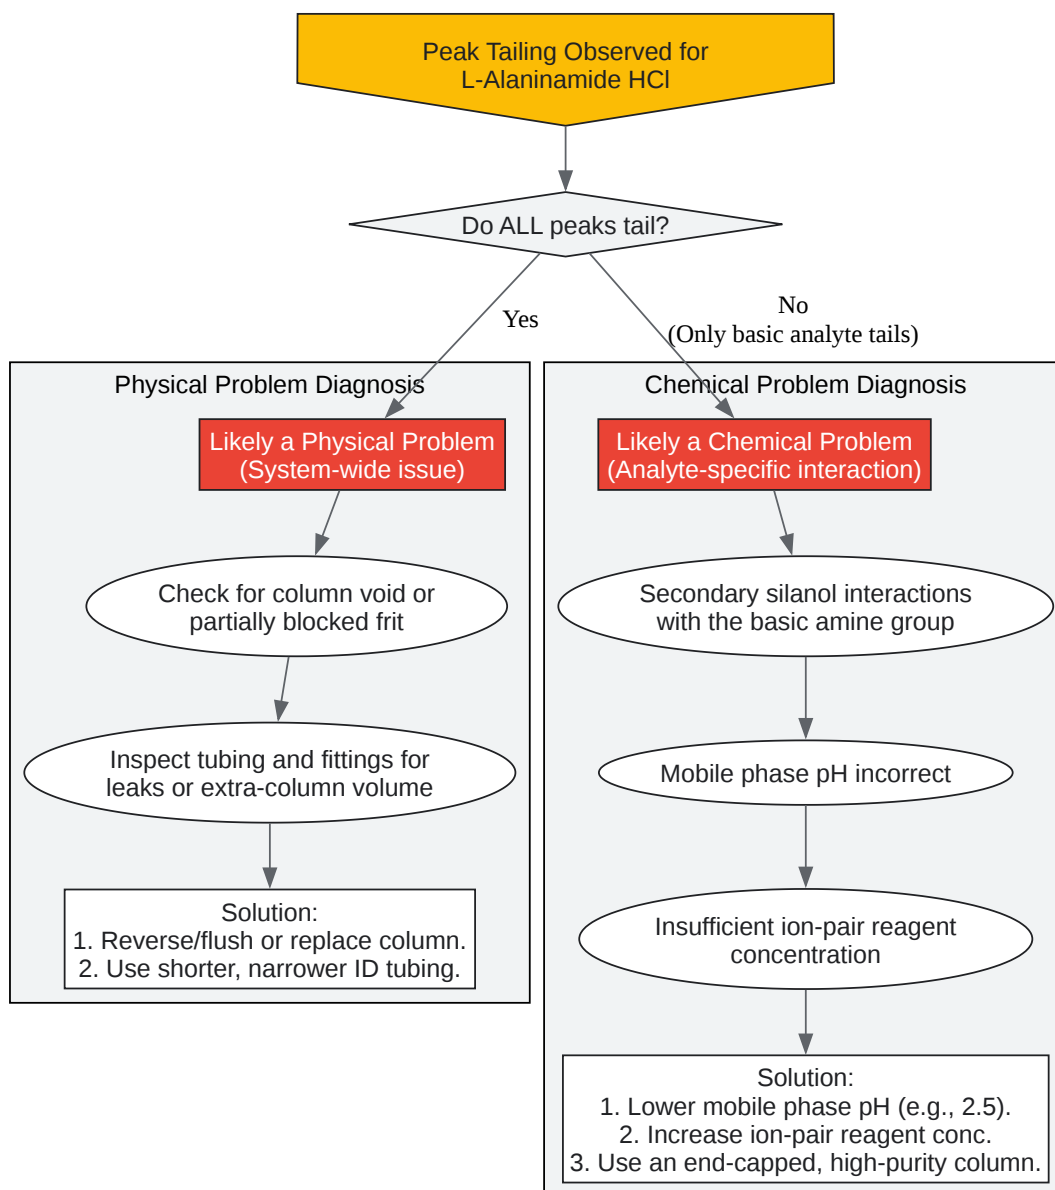 Peak Tailing Observed for
L-Alaninamide HCl
Do ALL peaks tail?
Yes
No
(Only basic analyte tails)
Physical Problem Diagnosis
Likely a Physical Problem
(System-wide issue)
Check for column void or
partially blocked frit
Inspect tubing and fittings for
leaks or extra-column volume
Solution:
1. Reverse/flush or replace column.
2. Use shorter, narrower ID tubing.
Chemical Problem Diagnosis
Likely a Chemical Problem
(Analyte-specific interaction)
Secondary silanol interactions
with the basic amine group
Mobile phase pH incorrect
Insufficient ion-pair reagent
concentration
Solution:
1. Lower mobile phase pH (e.g., 2.5).
2. Increase ion-pair reagent conc.
3. Use an end-capped, high-purity column.